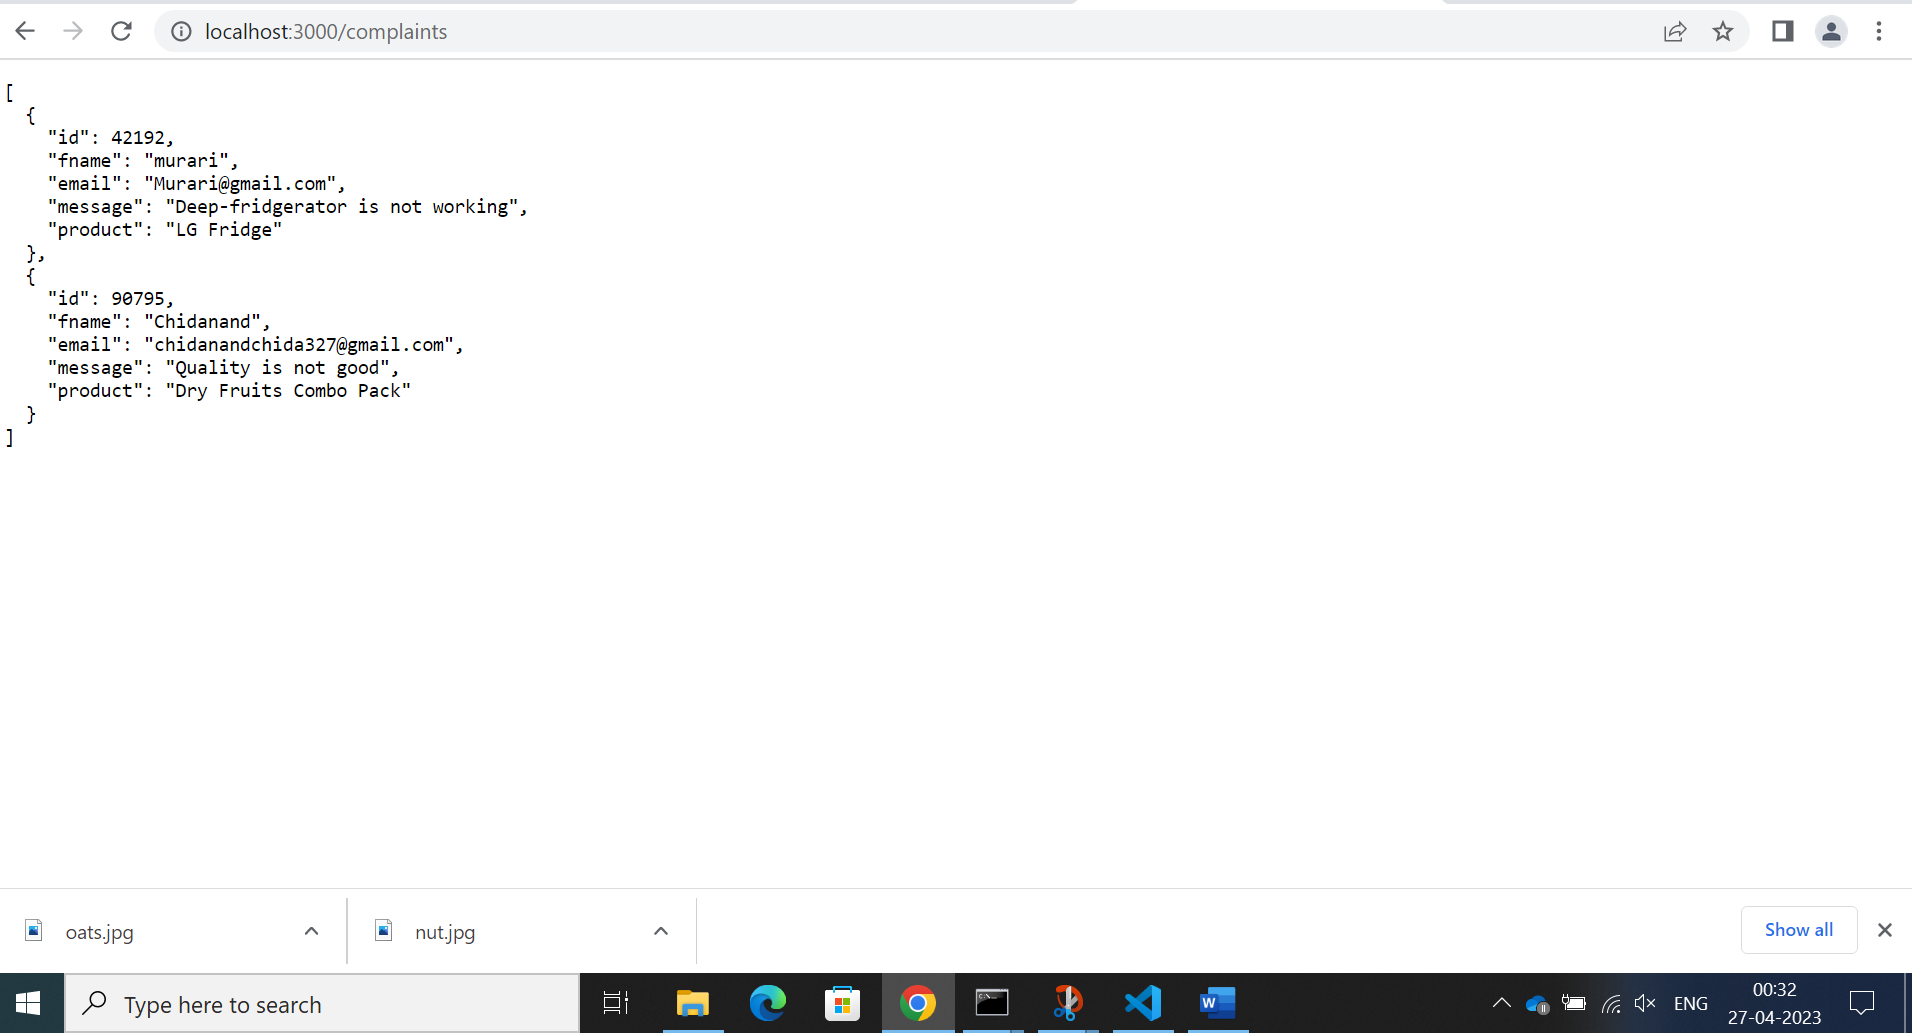 localhost:3000/complaints
[
  {
    "id": 42192,
    "fname": "murari",
    "email": "Murari@gmail.com",
    "message": "Deep-fridgerator is not working",
    "product": "LG Fridge"
  },
  {
    "id": 90795,
    "fname": "Chidanand",
    "email": "chidanandchida327@gmail.com",
    "message": "Quality is not good",
    "product": "Dry Fruits Combo Pack"
  }
]
oats.jpg
nut.jpg
Show all
Type here to search
ENG
00:32
27-04-2023